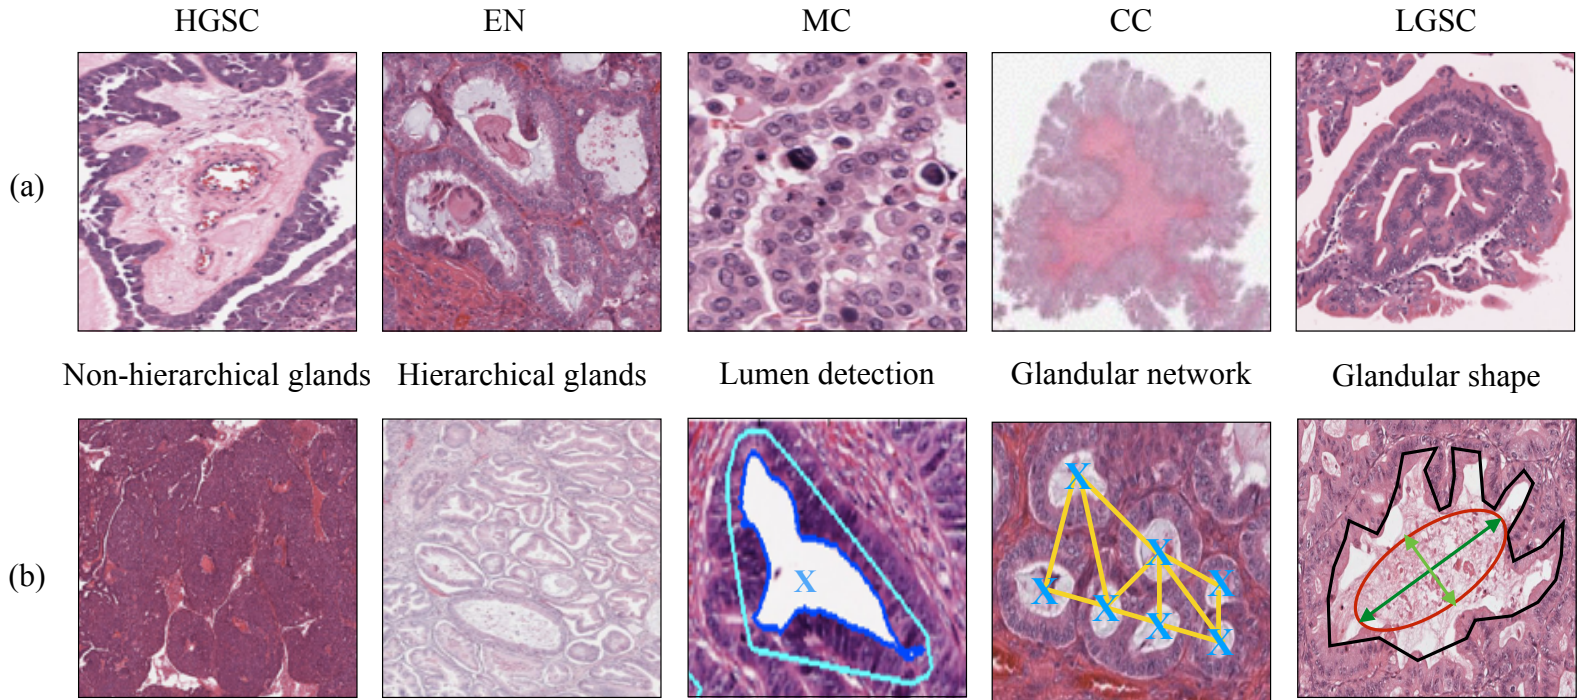 HGSC EN MC CC LGSC
(a)
Non-hierarchical glands Hierarchical glands Lumen detection Glandular network Glandular shape
(b)
X
X
X
X
X
X
X
X